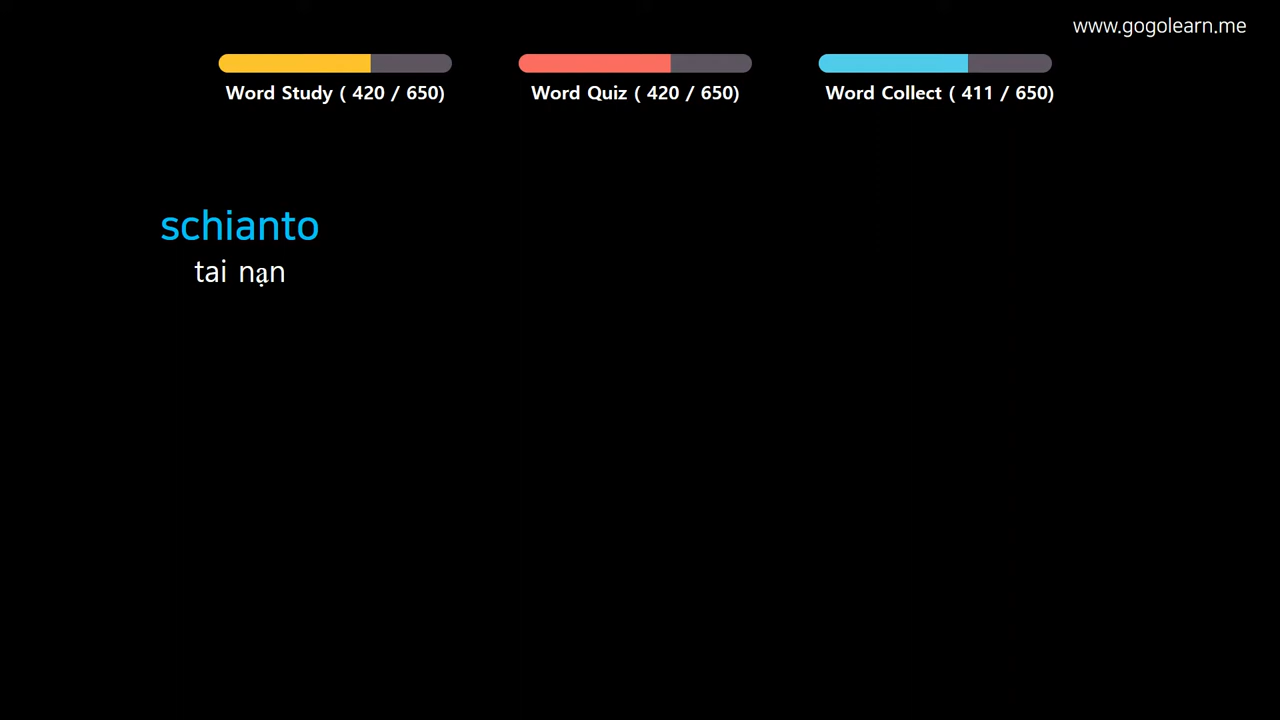 www.gogolearn.me
Word Study ( 420 / 650)
Word Quiz ( 420 / 650)
Word Collect ( 411 / 650)
schianto
tai nạn